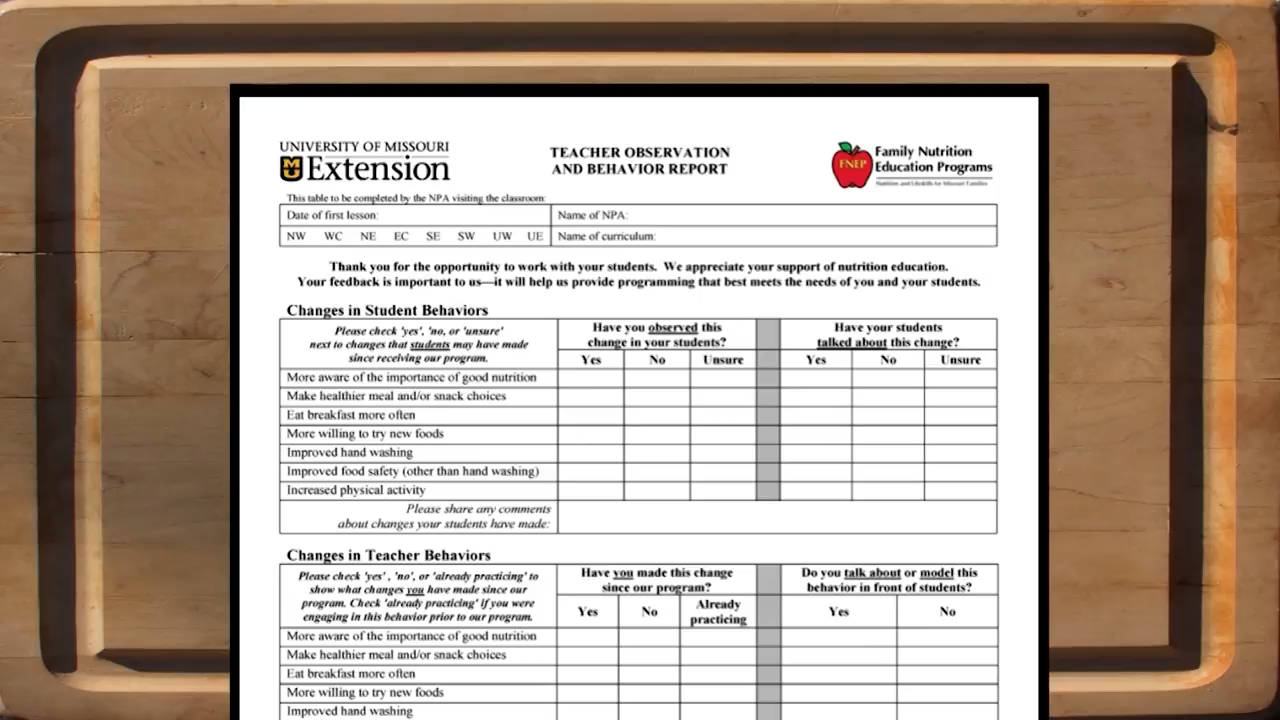 UNIVERSITY OF MISSOURI
Extension
TEACHER OBSERVATION
AND BEHAVIOR REPORT
FNEP
Family Nutrition
Education Programs
Nutrition and Lifeskills for Missouri Families
This table to be completed by the NPA visiting the classroom:
Date of first lesson: Name of NPA:
NW WC NE EC SE SW UW UE Name of curriculum:
Thank you for the opportunity to work with your students. We appreciate your support of nutrition education.
Your feedback is important to us—it will help us provide programming that best meets the needs of you and your students.
Changes in Student Behaviors
Please check 'yes', 'no, or 'unsure'
next to changes that students may have made
since receiving our program.
Have you observed this
change in your students?
Have your students
talked about this change?
Yes No Unsure Yes No Unsure
More aware of the importance of good nutrition
Make healthier meal and/or snack choices
Eat breakfast more often
More willing to try new foods
Improved hand washing
Improved food safety (other than hand washing)
Increased physical activity
Please share any comments
about changes your students have made:
Changes in Teacher Behaviors
Please check 'yes' , 'no', or 'already practicing' to
show what changes you have made since our
program. Check 'already practicing' if you were
engaging in this behavior prior to our program.
Have you made this change
since our program?
Do you talk about or model this
behavior in front of students?
Yes No Already
practicing
Yes No
More aware of the importance of good nutrition
Make healthier meal and/or snack choices
Eat breakfast more often
More willing to try new foods
Improved hand washing